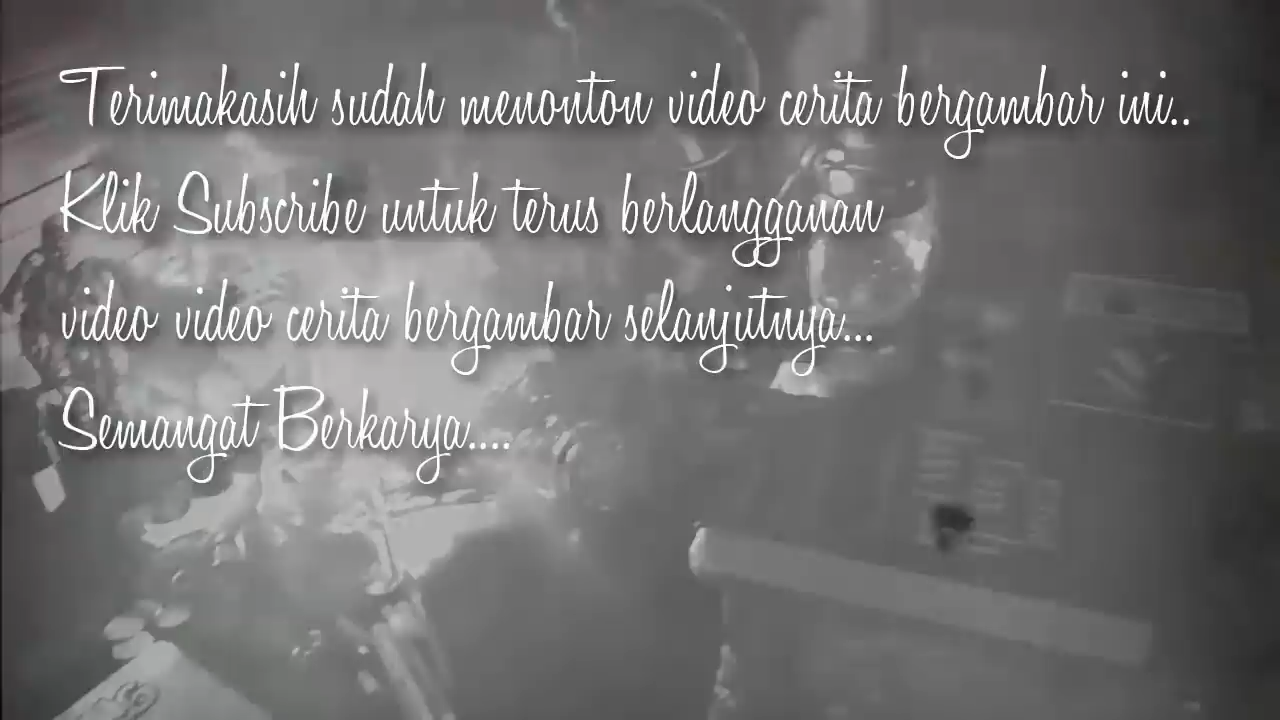 Terimakasih sudah menonton video cerita bergambar ini..
Klik Subscribe untuk terus berlangganan
video video cerita bergambar selanjutnya...
Semangat Berkarya....